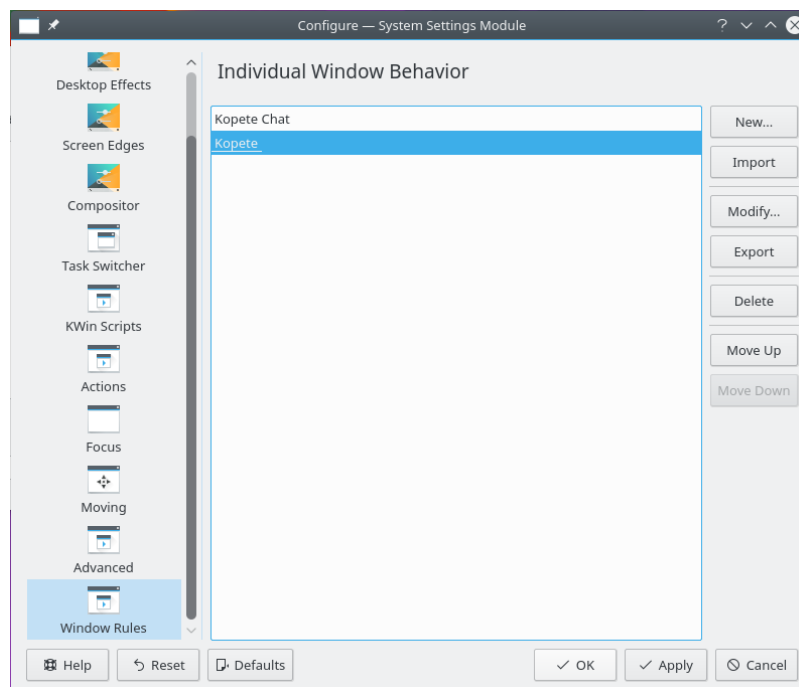 Configure — System Settings Module
Desktop Effects
Screen Edges
Compositor
Task Switcher
KWin Scripts
Actions
Focus
Moving
Advanced
Window Rules
Individual Window Behavior
Kopete Chat
Kopete
New...
Import
Modify...
Export
Delete
Move Up
Move Down
Help
Reset
Defaults
OK
Apply
Cancel